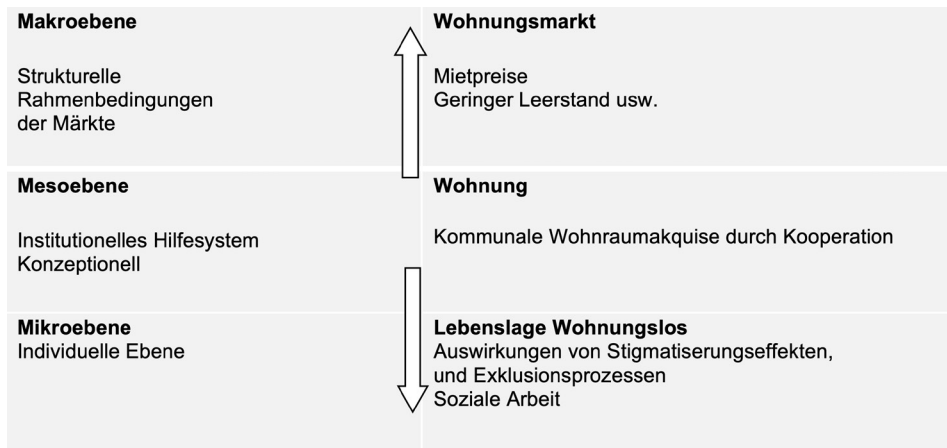 Makroebene
Strukturelle
Rahmenbedingungen
der Märkte
Wohnungsmarkt
Mietpreise
Geringer Leerstand usw.
Mesoebene
Institutionelles Hilfesystem
Konzeptionell
Wohnung
Kommunale Wohnraumakquise durch Kooperation
Mikroebene
Individuelle Ebene
Lebenslage Wohnungslos
Auswirkungen von Stigmatiserungseffekten,
und Exklusionsprozessen
Soziale Arbeit